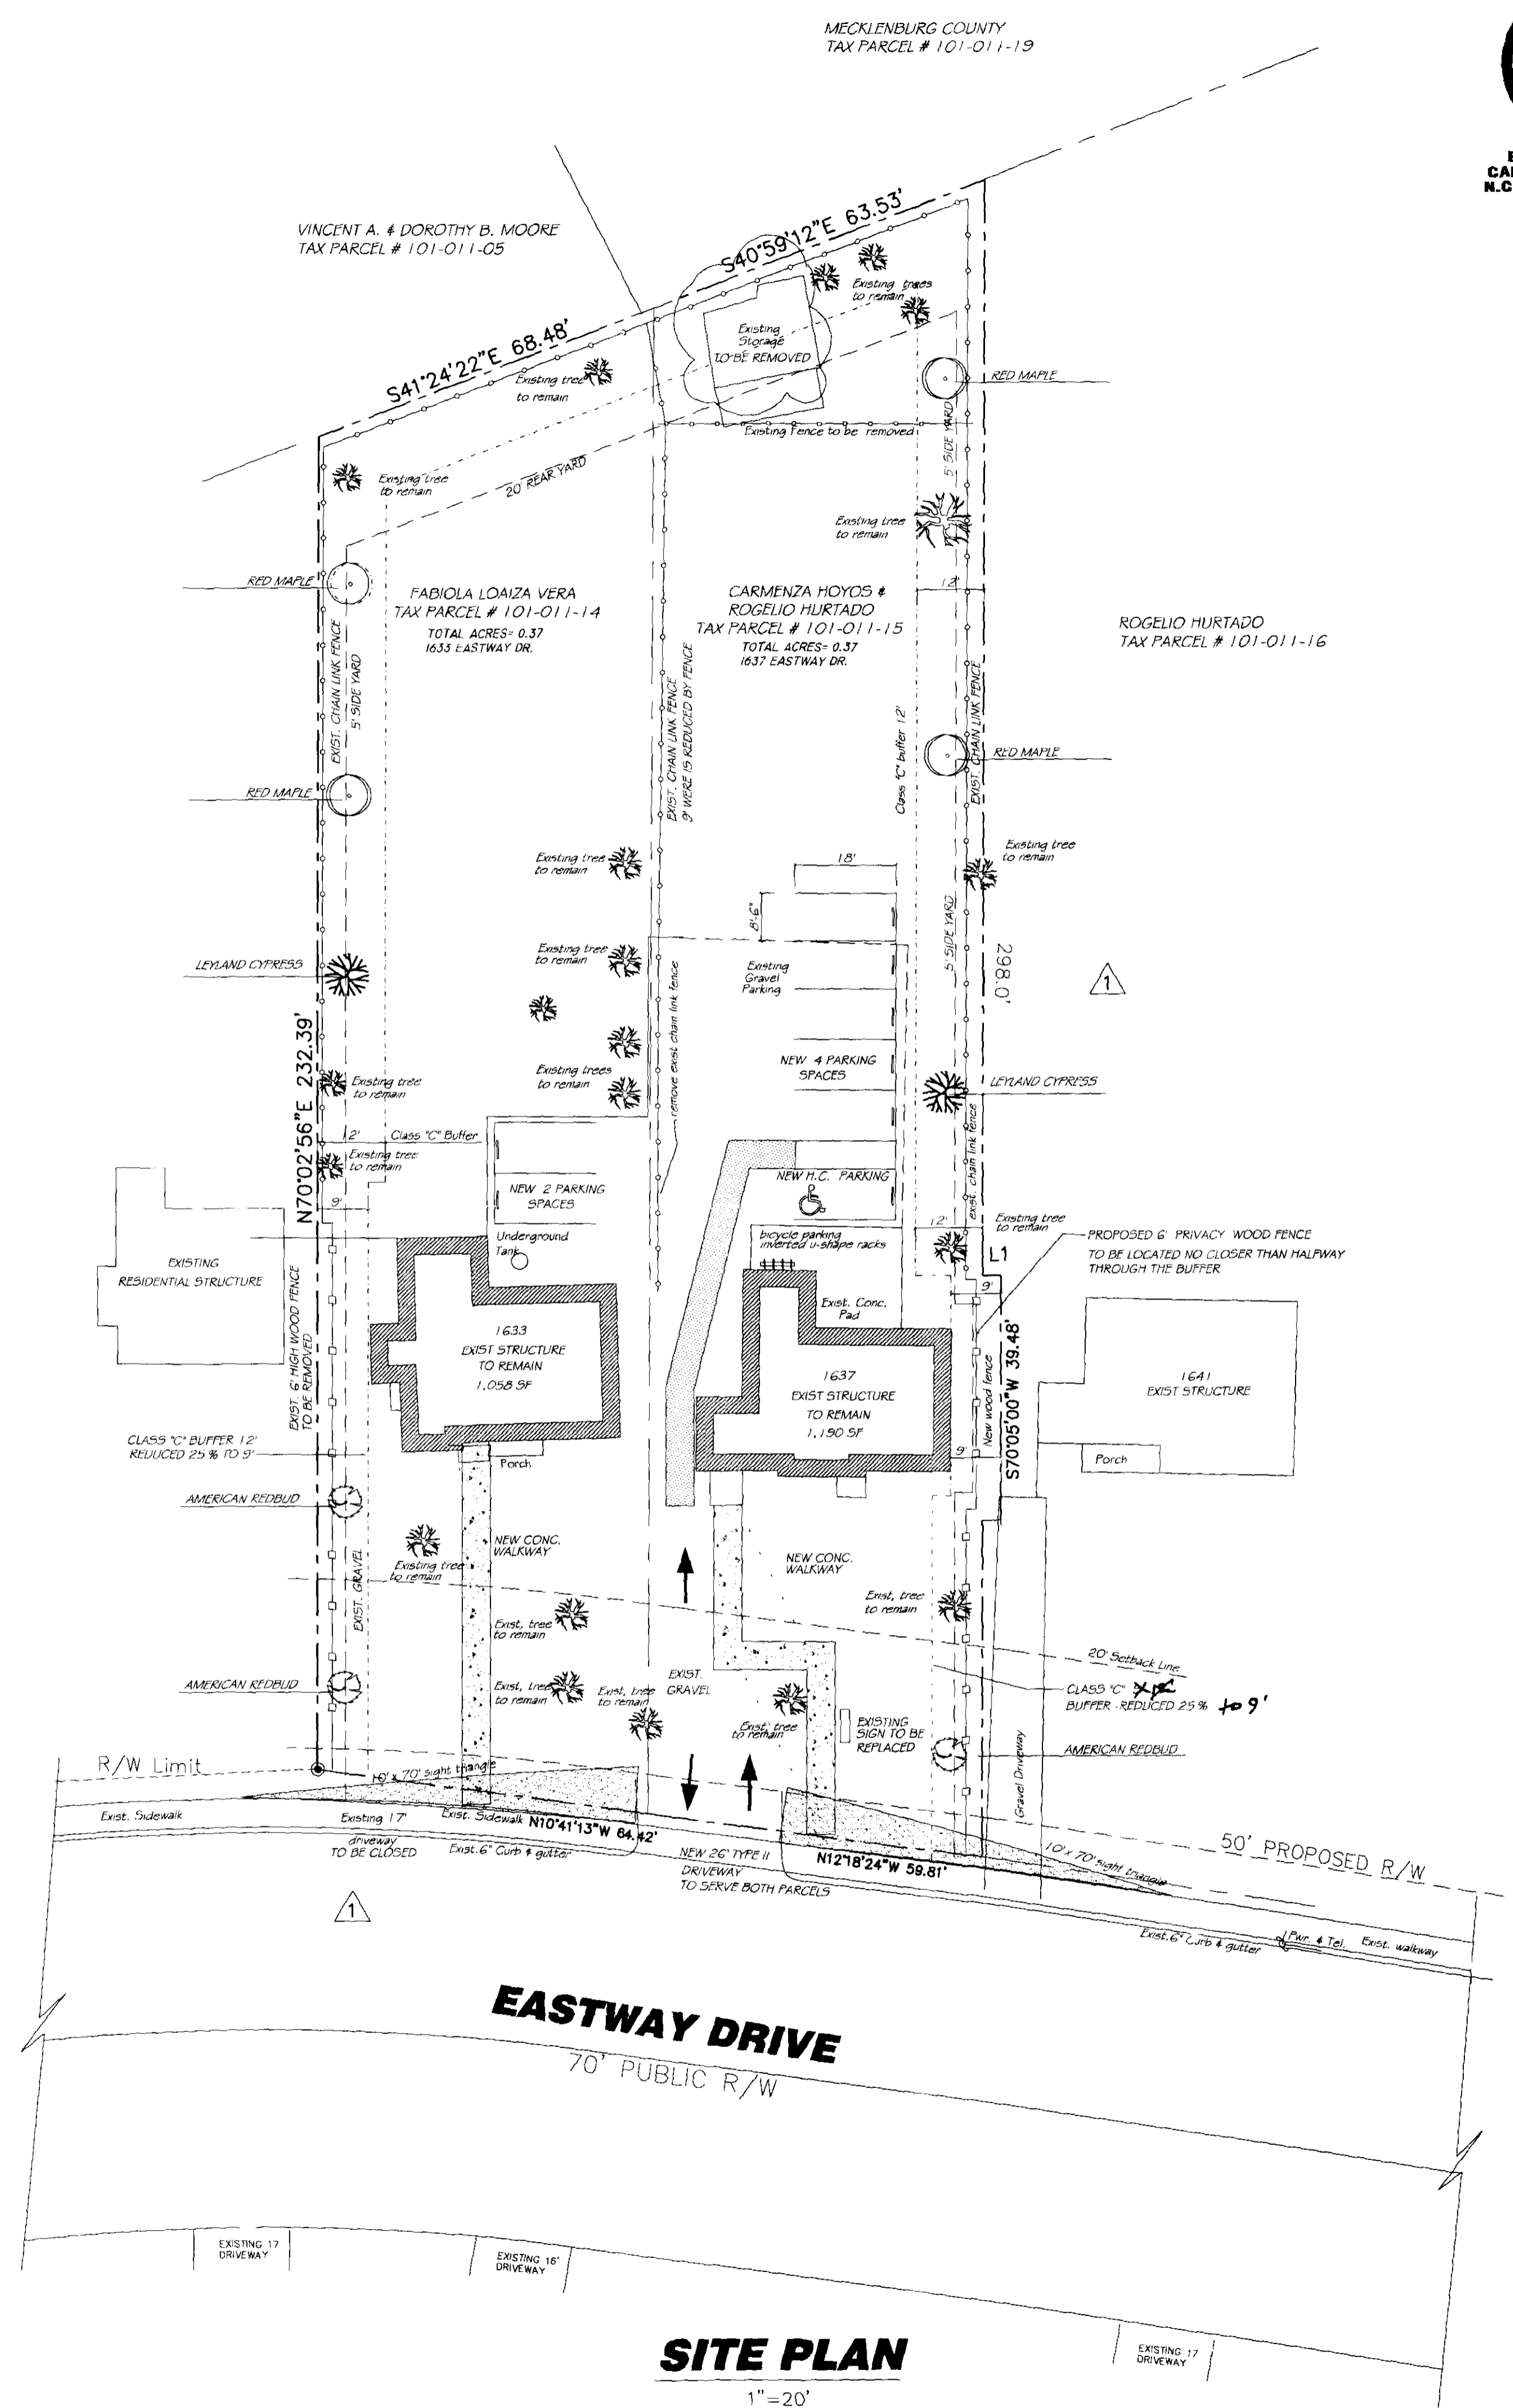 MECKLENBURG COUNTY
TAX PARCEL # 101-011-19
VINCENT A. & DOROTHY B. MOORE
TAX PARCEL # 101-011-05
S40°59'12"E 63.53'
S41°24'22"E 68.48'
Existing trees
to remain
Existing
Storage
TO BE REMOVED
Existing tree
to remain
RED MAPLE
Existing Fence to be removed
5' SIDE YARD
Existing tree
to remain
20' REAR YARD
Existing tree
to remain
RED MAPLE
12'
FABIOLA LOAIZA VERA
TAX PARCEL # 101-011-14
TOTAL ACRES= 0.37
1633 EASTWAY DR.
CARMENZA HOYOS &
ROGELIO HURTADO
TAX PARCEL # 101-011-15
TOTAL ACRES= 0.37
1637 EASTWAY DR.
ROGELIO HURTADO
TAX PARCEL # 101-011-16
EXIST. CHAIN LINK FENCE
5' SIDE YARD
EXIST. CHAIN LINK FENCE
9' WERE IS REDUCED BY FENCE
Class "C" buffer 12'
EXIST. CHAIN LINK FENCE
RED MAPLE
RED MAPLE
Existing tree
to remain
18'
Existing tree
to remain
8'-6"
LEYLAND CYPRESS
Existing tree
to remain
Existing
Gravel
Parking
remove exist chain link fence
5' SIDE YARD
298.0'
1
N70°02'56"E 232.39'
Existing trees
to remain
NEW 4 PARKING
SPACES
LEYLAND CYPRESS
Existing tree
to remain
12'
Class "C" Buffer
Existing tree
to remain
exist. chain link fence
NEW 2 PARKING
SPACES
NEW H.C. PARKING
9'
Underground
Tank
bicycle parking
inverted u-shape racks
12'
Existing tree
to remain
L1
PROPOSED 6' PRIVACY WOOD FENCE
TO BE LOCATED NO CLOSER THAN HALFWAY
THROUGH THE BUFFER
EXISTING
RESIDENTIAL STRUCTURE
9'
Exist. Conc.
Pad
EXIST. 6' HIGH WOOD FENCE
TO BE REMOVED
1633
EXIST STRUCTURE
TO REMAIN
1,058 SF
1637
EXIST STRUCTURE
TO REMAIN
1,190 SF
New wood fence
S70°05'00"W 39.48'
1641
EXIST STRUCTURE
CLASS "C" BUFFER 12'
REDUCED 25 % TO 9'
Porch
9'
Porch
AMERICAN REDBUD
NEW CONC.
WALKWAY
NEW CONC.
WALKWAY
EXIST. GRAVEL
Existing tree
to remain
Exist, tree
to remain
Exist, tree
to remain
20' Setback Line
CLASS "C"
BUFFER -REDUCED 25% to 9'
AMERICAN REDBUD
Exist, tree
to remain
Exist, tree
to remain
EXIST.
GRAVEL
Exist, tree
to remain
EXISTING
SIGN TO BE
REPLACED
AMERICAN REDBUD
Gravel Driveway
R/W Limit
10' x 70' sight triangle
Exist. Sidewalk
Existing 17'
driveway
TO BE CLOSED
Exist. Sidewalk
N10°41'13"W 64.42'
Exist.6" Curb & gutter
NEW 26' TYPE II
DRIVEWAY
TO SERVE BOTH PARCELS
N12°18'24"W 59.81'
10' x 70' sight triangle
50' PROPOSED R/W
1
Exist.6" Curb & gutter
Pwr. & Tel.
Exist. walkway
EASTWAY DRIVE
70' PUBLIC R/W
EXISTING 17
DRIVEWAY
EXISTING 16'
DRIVEWAY
EXISTING 17
DRIVEWAY
SITE PLAN
1"=20'